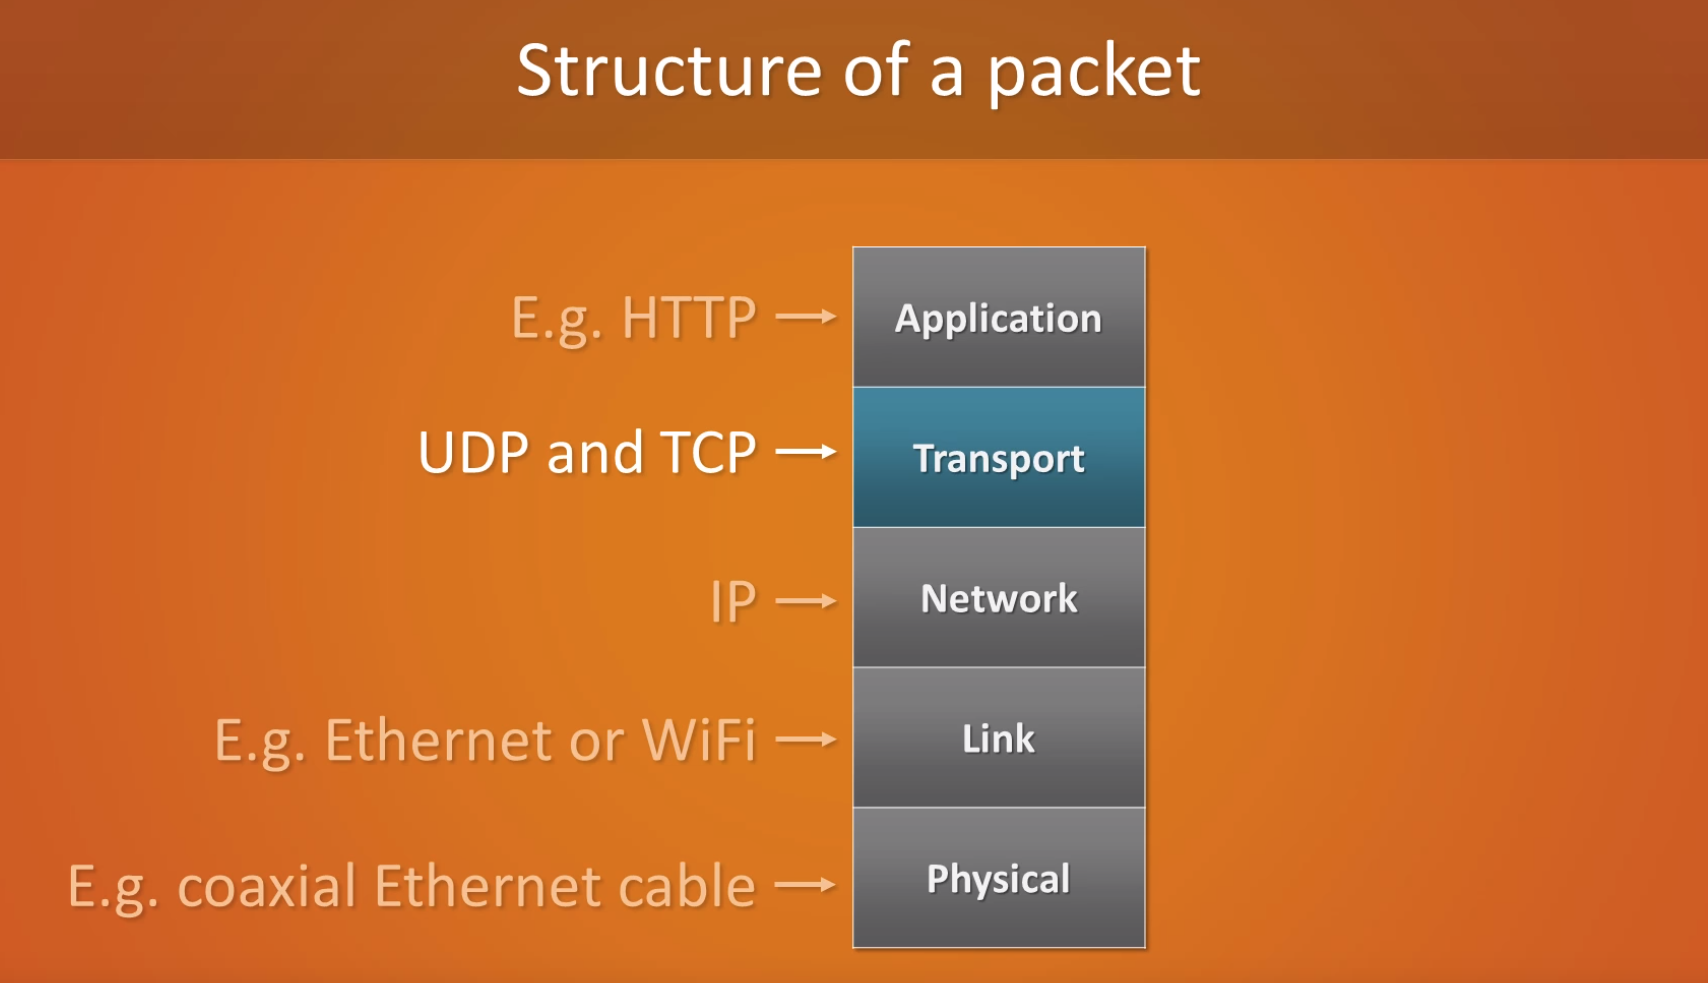 Structure of a packet
E.g. HTTP
Application
UDP and TCP
Transport
IP
Network
E.g. Ethernet or WiFi
Link
E.g. coaxial Ethernet cable
Physical